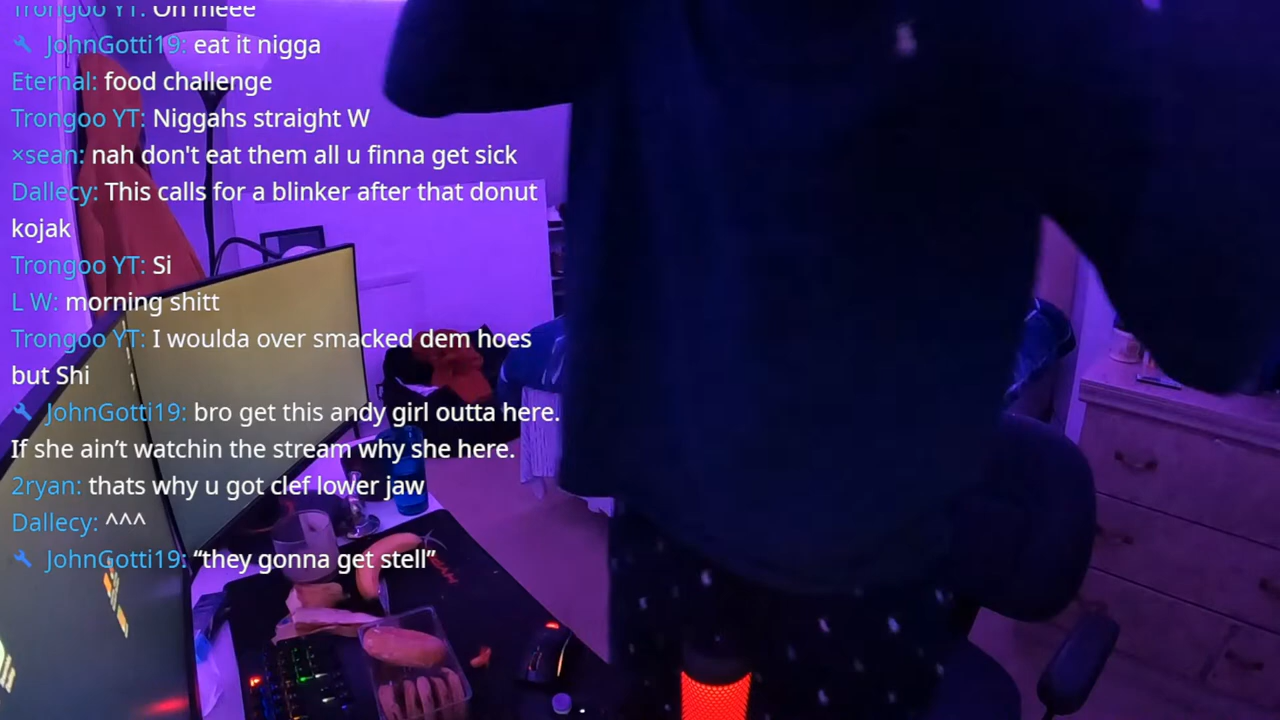 Trongoo YT: Oh meee
JohnGotti19: eat it nigga
Eternal: food challenge
Trongoo YT: Niggahs straight W
×sean: nah don't eat them all u finna get sick
Dallecy: This calls for a blinker after that donut
kojak
Trongoo YT: Si
L W: morning shitt
Trongoo YT: I woulda over smacked dem hoes
but Shi
JohnGotti19: bro get this andy girl outta here.
If she ain’t watchin the stream why she here.
2ryan: thats why u got clef lower jaw
Dallecy: ^^^
JohnGotti19: “they gonna get stell”